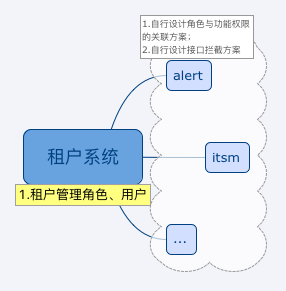 1.自行设计角色与功能权限
的关联方案；
2.自行设计接口拦截方案
alert
租户系统
itsm
1.租户管理角色、用户
...